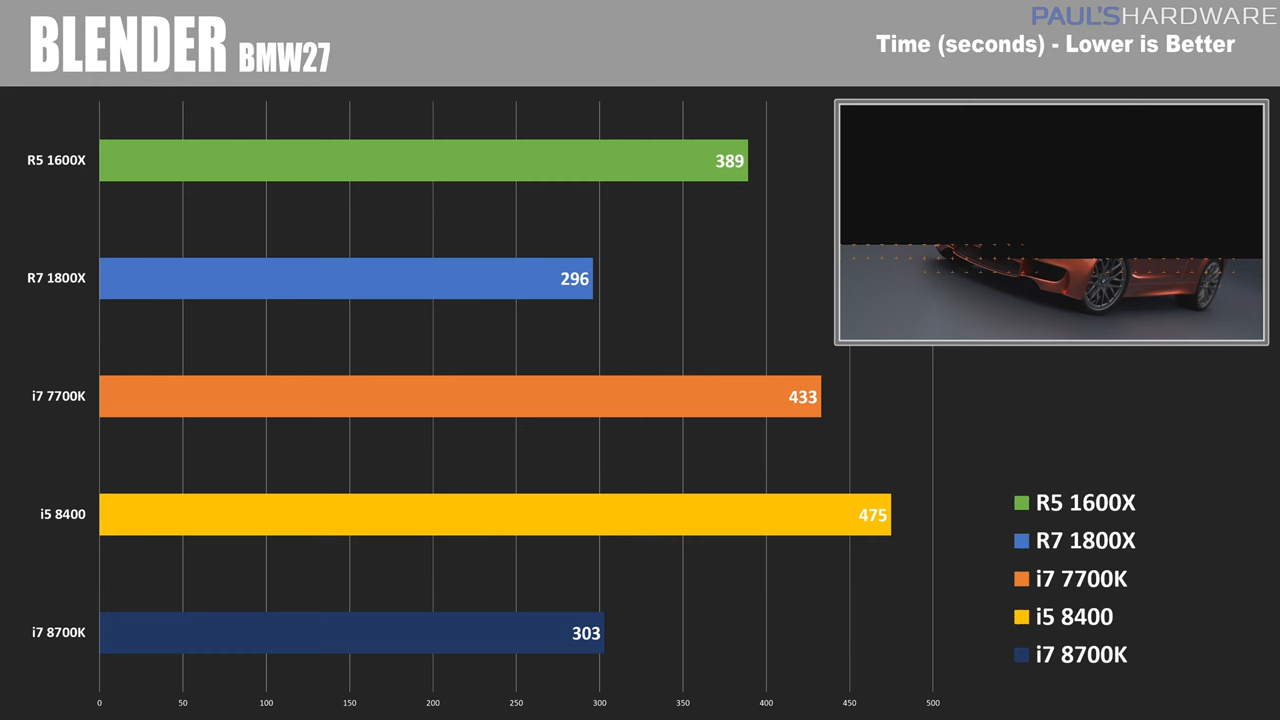 BLENDER BMW27
PAUL'SHARDWARE
Time (seconds) - Lower is Better
R5 1600X
389
R7 1800X
296
i7 7700K
433
i5 8400
475
i7 8700K
303
0 50 100 150 200 250 300 350 400 450 500
R5 1600X
R7 1800X
i7 7700K
i5 8400
i7 8700K